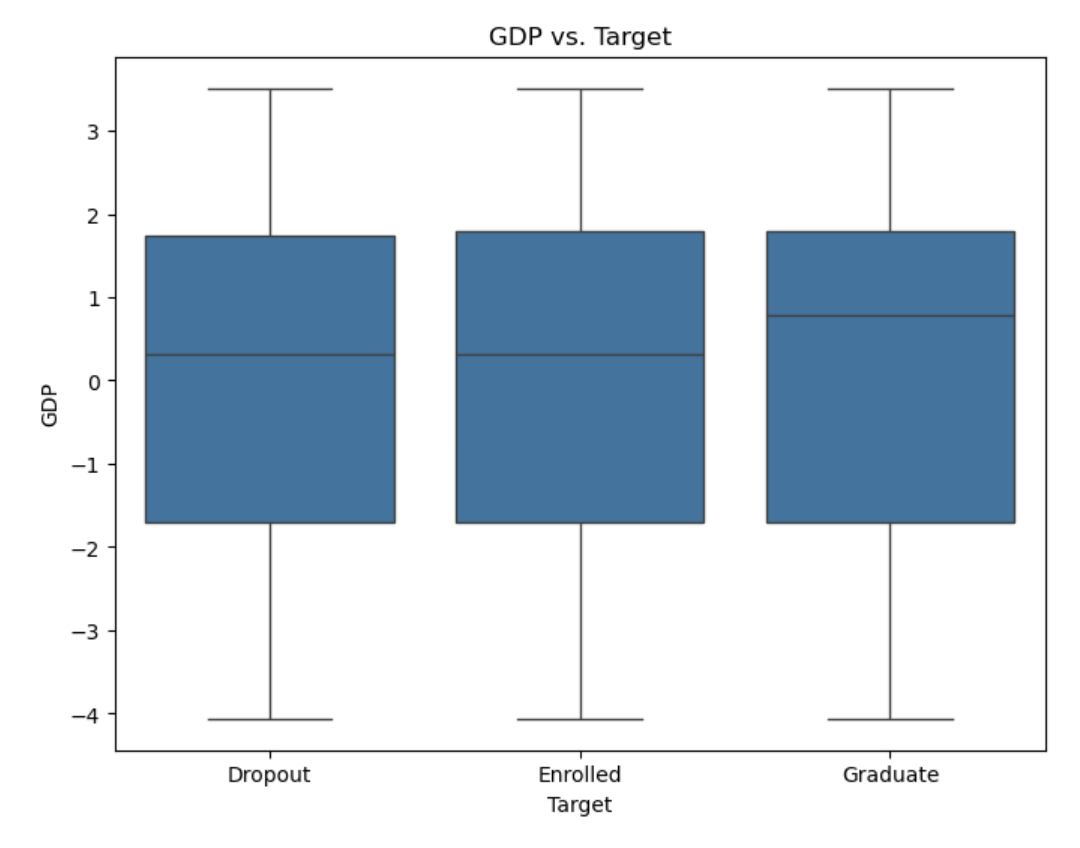 GDP vs. Target
GDP
3
2
1
0
−1
−2
−3
−4
Dropout Enrolled Graduate
Target